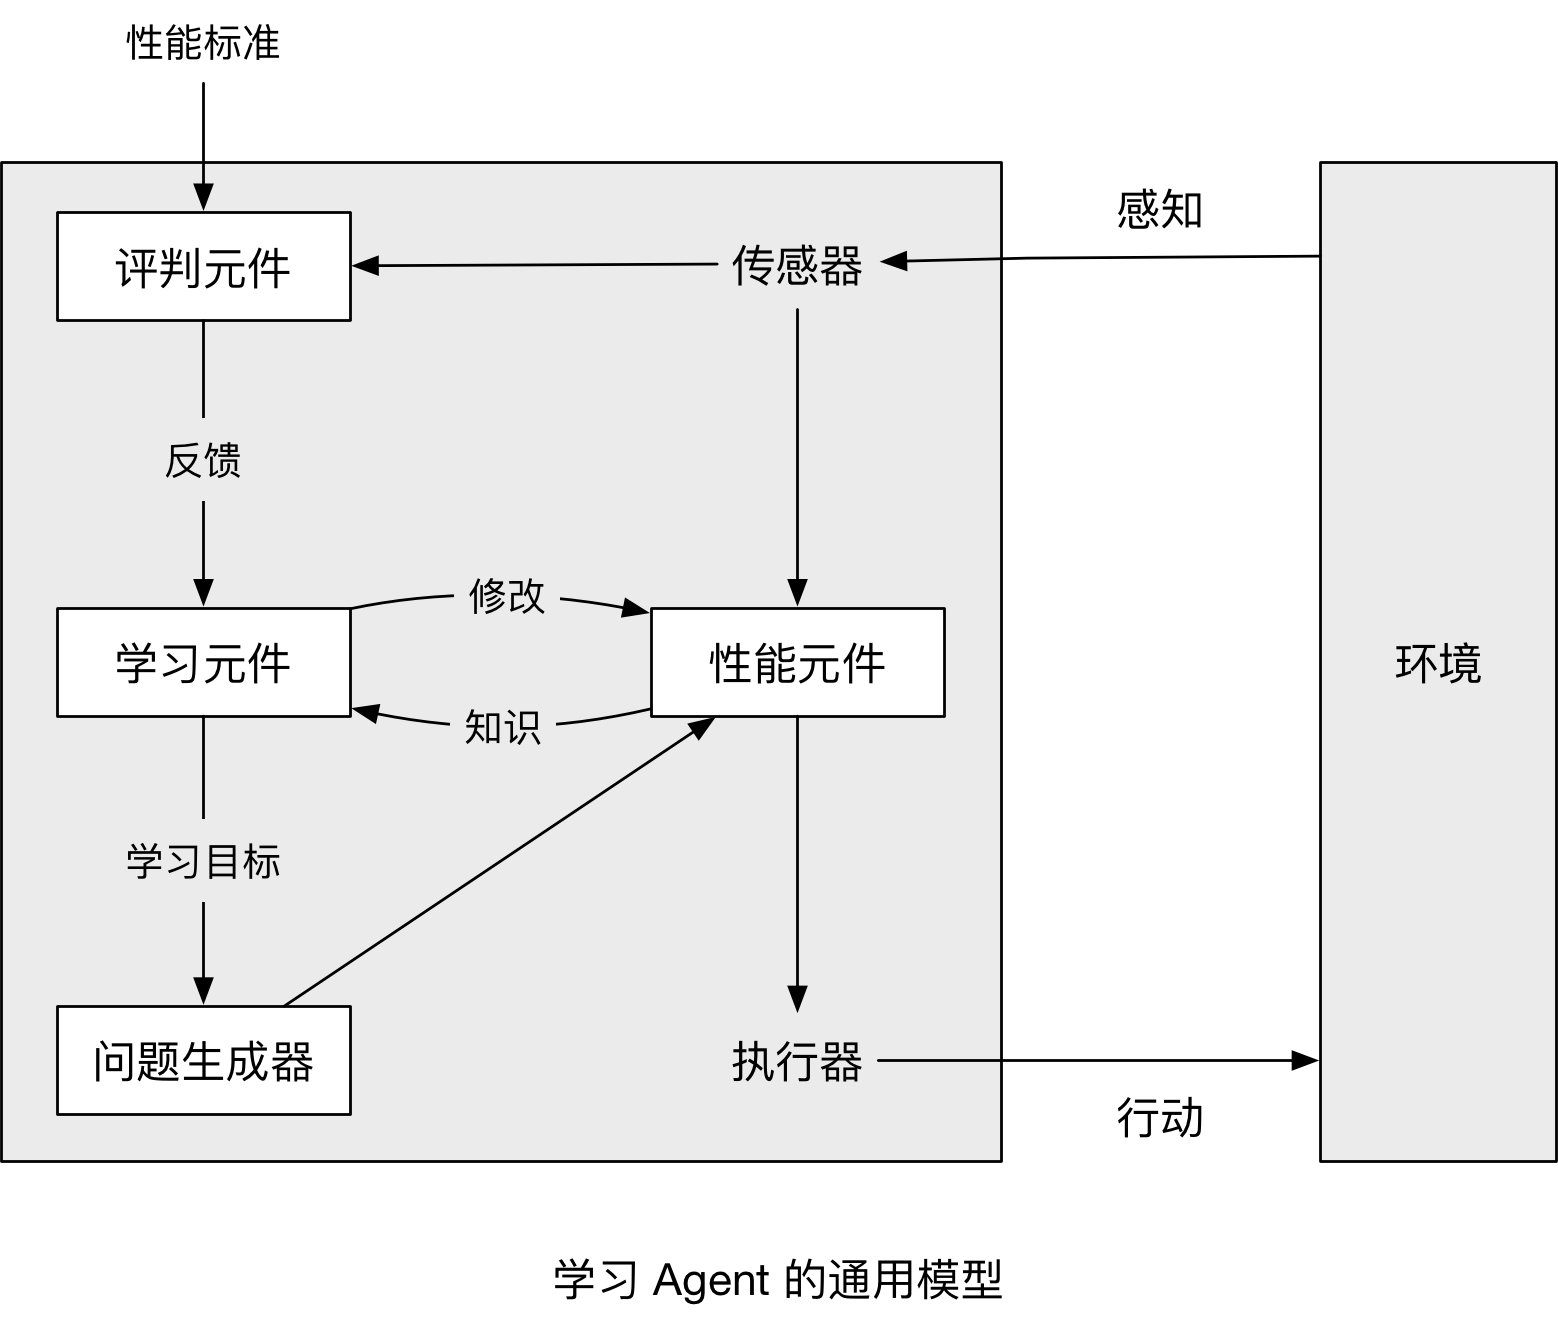 性能标准
感知
评判元件
传感器
反馈
修改
学习元件
性能元件
环境
知识
学习目标
问题生成器
执行器
行动
学习 Agent 的通用模型